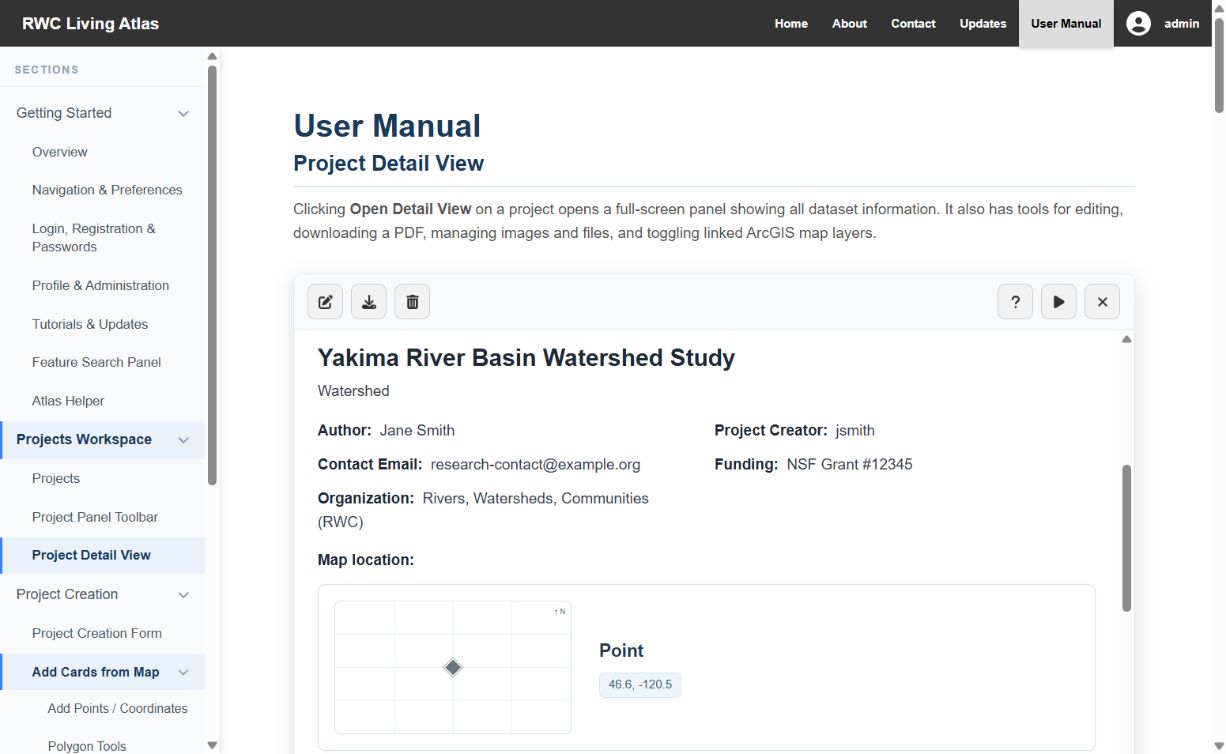 RWC Living Atlas
Home About Contact Updates User Manual admin
SECTIONS
Getting Started
Overview
Navigation & Preferences
Login, Registration &
Passwords
Profile & Administration
Tutorials & Updates
Feature Search Panel
Atlas Helper
Projects Workspace
Projects
Project Panel Toolbar
Project Detail View
Project Creation
Project Creation Form
Add Cards from Map
Add Points / Coordinates
Polygon Tools
User Manual
Project Detail View
Clicking Open Detail View on a project opens a full-screen panel showing all dataset information. It also has tools for editing,
downloading a PDF, managing images and files, and toggling linked ArcGIS map layers.
?
Yakima River Basin Watershed Study
Watershed
Author: Jane Smith
Project Creator: jsmith
Contact Email: research-contact@example.org
Funding: NSF Grant #12345
Organization: Rivers, Watersheds, Communities
(RWC)
Map location:
↑N
Point
46.6, -120.5